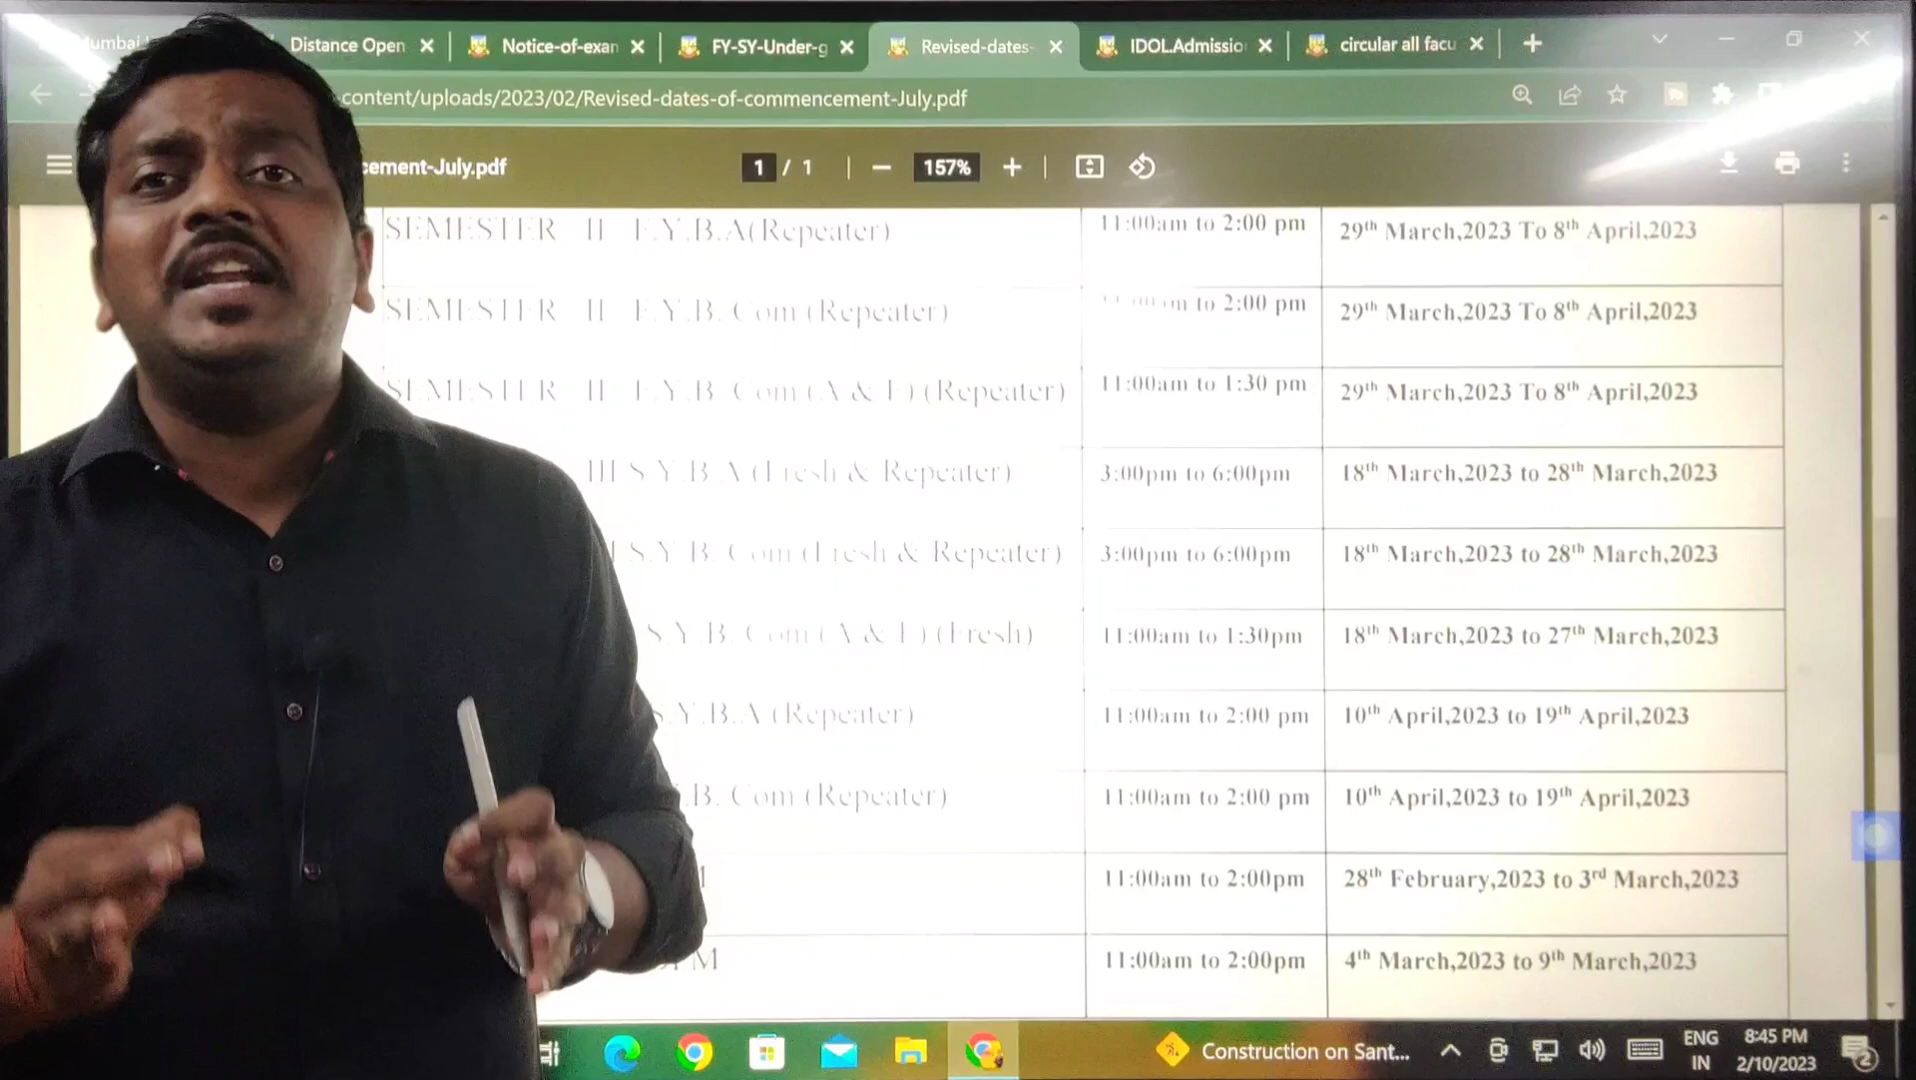 Mumbai
Distance Open
Notice-of-exan
FY-SY-Under-g
Revised-dates-
IDOL.Admissio
circular all facu
content/uploads/2023/02/Revised-dates-of-commencement-July.pdf
cement-July.pdf
1 / 1
157%
SEMESTER II F.Y.B.A(Repeater) 11:00am to 2:00 pm 29th March,2023 To 8th April,2023
SEMESTER II F.Y.B. Com (Repeater) to 2:00 pm 29th March,2023 To 8th April,2023
SEMESTER II F.Y.B. Com (A & F) (Repeater) 11:00am to 1:30 pm 29th March,2023 To 8th April,2023
III S.Y.B.A (Fresh & Repeater) 3:00pm to 6:00pm 18th March,2023 to 28th March,2023
S.Y.B. Com (Fresh & Repeater) 3:00pm to 6:00pm 18th March,2023 to 28th March,2023
S.Y.B. Com (A & F) (Fresh) 11:00am to 1:30pm 18th March,2023 to 27th March,2023
S.Y.B.A (Repeater) 11:00am to 2:00 pm 10th April,2023 to 19th April,2023
.B. Com (Repeater) 11:00am to 2:00 pm 10th April,2023 to 19th April,2023
11:00am to 2:00pm 28th February,2023 to 3rd March,2023
M 11:00am to 2:00pm 4th March,2023 to 9th March,2023
Construction on Sant...
ENG
IN
8:45 PM
2/10/2023
2